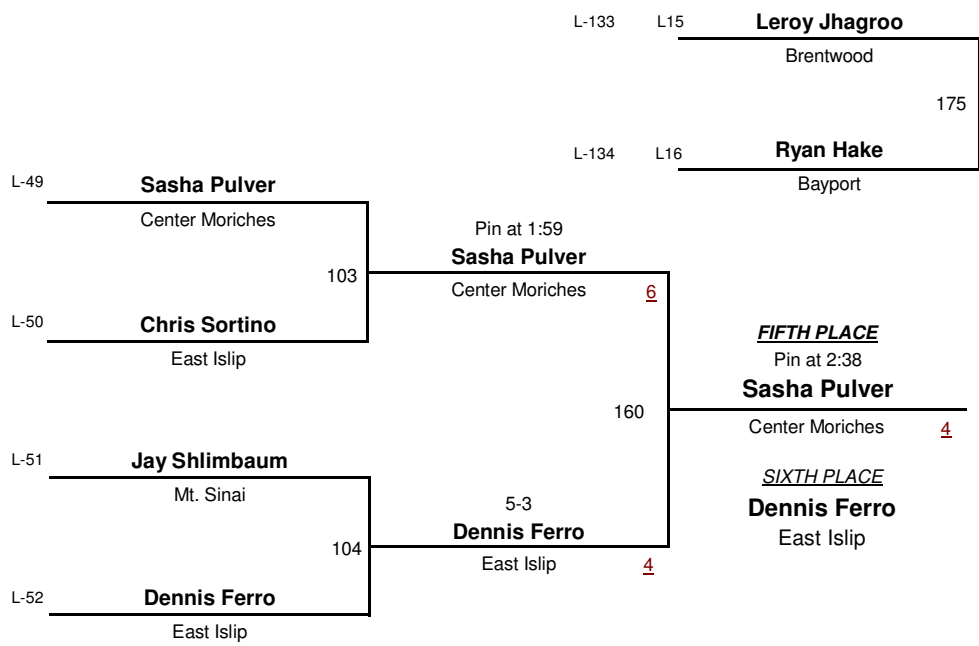 L-133 L15 Leroy Jhagroo
Brentwood
175
L-134 L16 Ryan Hake
Bayport
L-49 Sasha Pulver
Center Moriches
103
L-50 Chris Sortino
East Islip
Pin at 1:59
Sasha Pulver
Center Moriches 6
160
L-51 Jay Shlimbaum
Mt. Sinai
104
L-52 Dennis Ferro
East Islip
5-3
Dennis Ferro
East Islip 4
FIFTH PLACE
Pin at 2:38
Sasha Pulver
Center Moriches 4
SIXTH PLACE
Dennis Ferro
East Islip